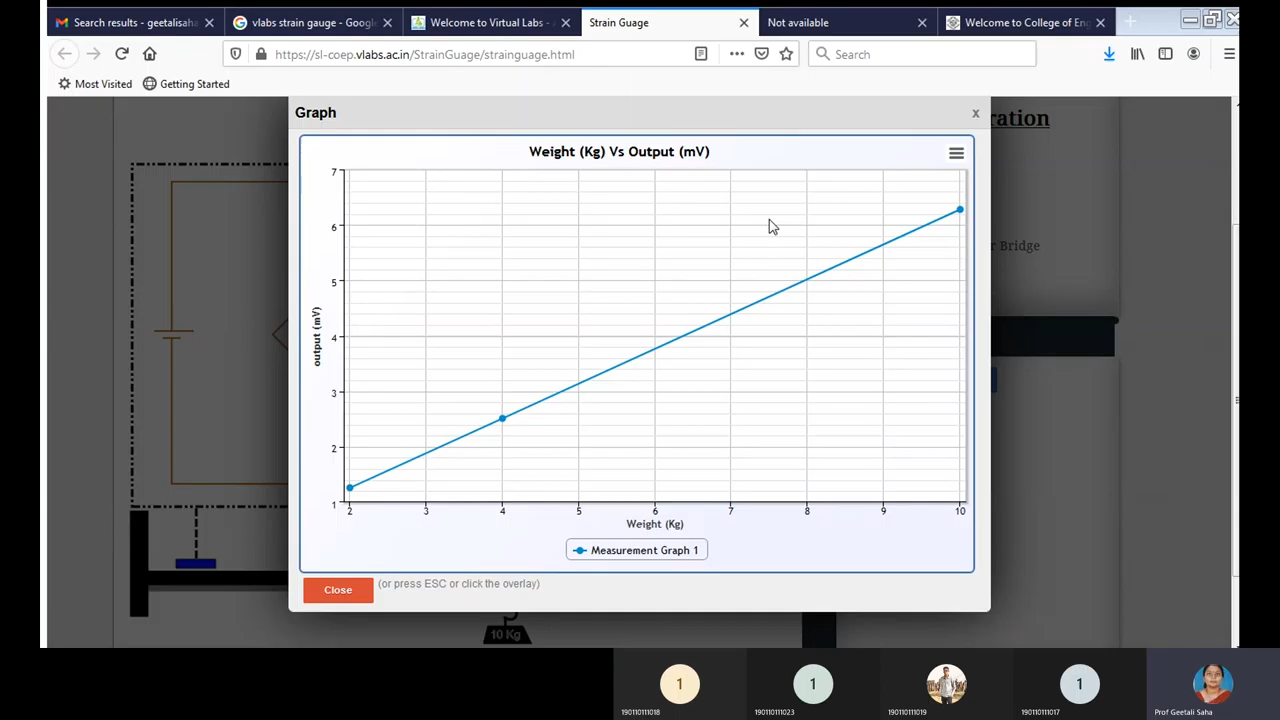 Search results - geetalisaha
vlabs strain gauge - Google
Welcome to Virtual Labs - A
Strain Guage
Not available
Welcome to College of Eng
https://sl-coep.vlabs.ac.in/StrainGuage/strainguage.html
Search
Most Visited
Getting Started
Graph
x
ration
Weight (Kg) Vs Output (mV)
7
6
5
4
3
2
1
output (mV)
2 3 4 5 6 7 8 9 10
Weight (Kg)
Measurement Graph 1
r Bridge
Close
(or press ESC or click the overlay)
10 Kg
1
1
1
190110111018
190110111023
190110111019
190110111017
Prof Geetali Saha